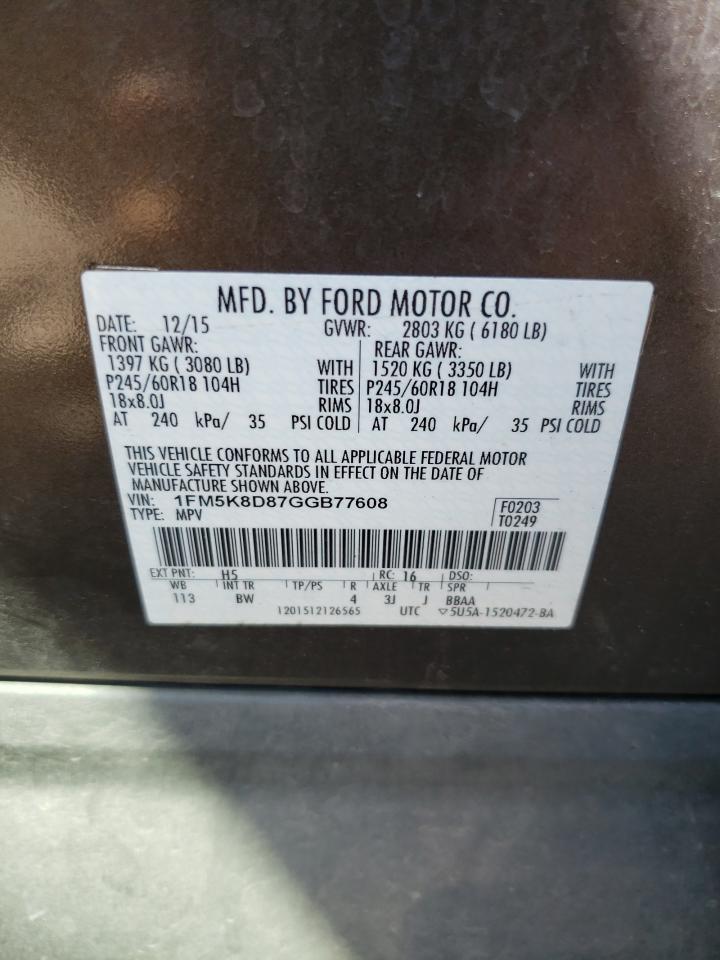 MFD. BY FORD MOTOR CO.
DATE: 12/15 GVWR: 2803 KG ( 6180 LB)
FRONT GAWR: REAR GAWR:
1397 KG ( 3080 LB) WITH 1520 KG ( 3350 LB) WITH
P245/60R18 104H TIRES P245/60R18 104H TIRES
18x8.0J RIMS 18x8.0J RIMS
AT 240 kPa/ 35 PSI COLD AT 240 kPa/ 35 PSI COLD
THIS VEHICLE CONFORMS TO ALL APPLICABLE FEDERAL MOTOR
VEHICLE SAFETY STANDARDS IN EFFECT ON THE DATE OF
MANUFACTURE SHOWN ABOVE.
VIN: 1FM5K8D87GGB77608 F0203
TYPE: MPV T0249
EXT PNT: H5 RC: 16 DSO:
WB INT TR TP/PS R AXLE TR SPR
113 BW 4 3J J BBAA
1201512126565 UTC ▽5U5A-1520472-BA